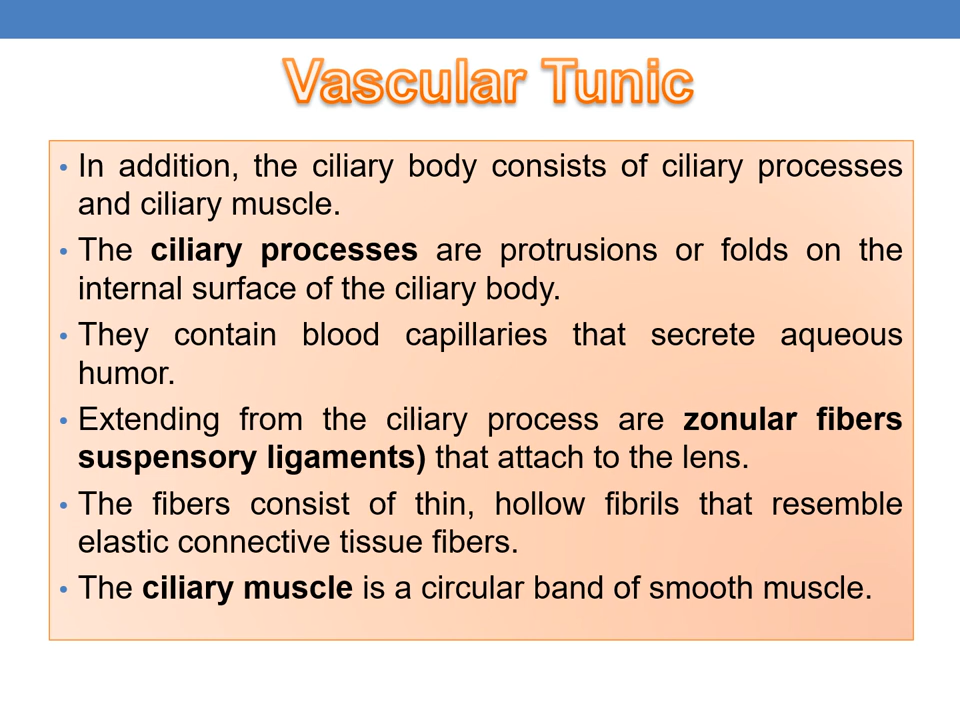 Vascular Tunic
• In addition, the ciliary body consists of ciliary processes
and ciliary muscle.
• The ciliary processes are protrusions or folds on the
internal surface of the ciliary body.
• They contain blood capillaries that secrete aqueous
humor.
• Extending from the ciliary process are zonular fibers
suspensory ligaments) that attach to the lens.
• The fibers consist of thin, hollow fibrils that resemble
elastic connective tissue fibers.
• The ciliary muscle is a circular band of smooth muscle.